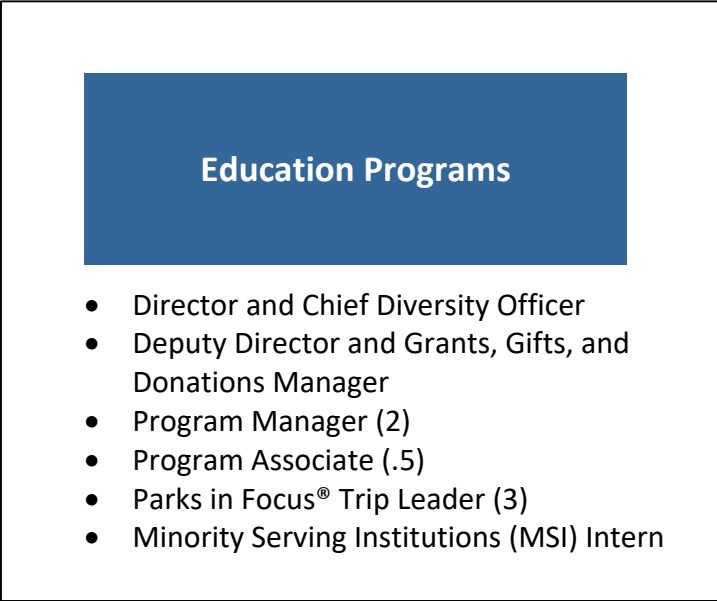 Education Programs
• Director and Chief Diversity Officer
• Deputy Director and Grants, Gifts, and
Donations Manager
• Program Manager (2)
• Program Associate (.5)
• Parks in Focus® Trip Leader (3)
• Minority Serving Institutions (MSI) Intern